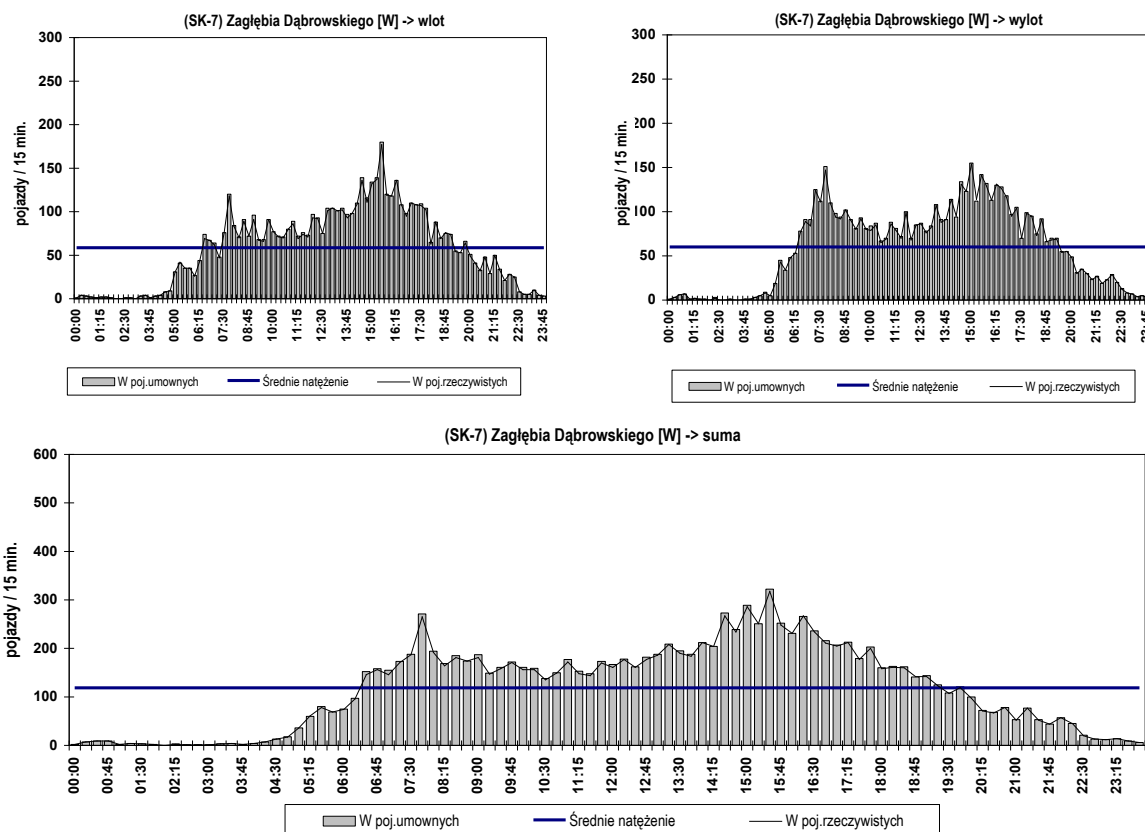 (SK-7) Zagłębia Dąbrowskiego [W] -> wlot
300
250
200
150
100
50
0
pojazdy / 15 min.
00:00 01:15 02:30 03:45 05:00 06:15 07:30 08:45 10:00 11:15 12:30 13:45 15:00 16:15 17:30 18:45 20:00 21:15 22:30 23:45
W poj.umownych Średnie natężenie W poj.rzeczywistych
(SK-7) Zagłębia Dąbrowskiego [W] -> wylot
300
250
200
150
100
50
0
pojazdy / 15 min.
00:00 01:15 02:30 03:45 05:00 06:15 07:30 08:45 10:00 11:15 12:30 13:45 15:00 16:15 17:30 18:45 20:00 21:15 22:30 23:45
W poj.umownych Średnie natężenie W poj.rzeczywistych
(SK-7) Zagłębia Dąbrowskiego [W] -> suma
600
500
400
300
200
100
0
pojazdy / 15 min.
00:00 00:45 01:30 02:15 03:00 03:45 04:30 05:15 06:00 06:45 07:30 08:15 09:00 09:45 10:30 11:15 12:00 12:45 13:30 14:15 15:00 15:45 16:30 17:15 18:00 18:45 19:30 20:15 21:00 21:45 22:30 23:15
W poj.umownych Średnie natężenie W poj.rzeczywistych